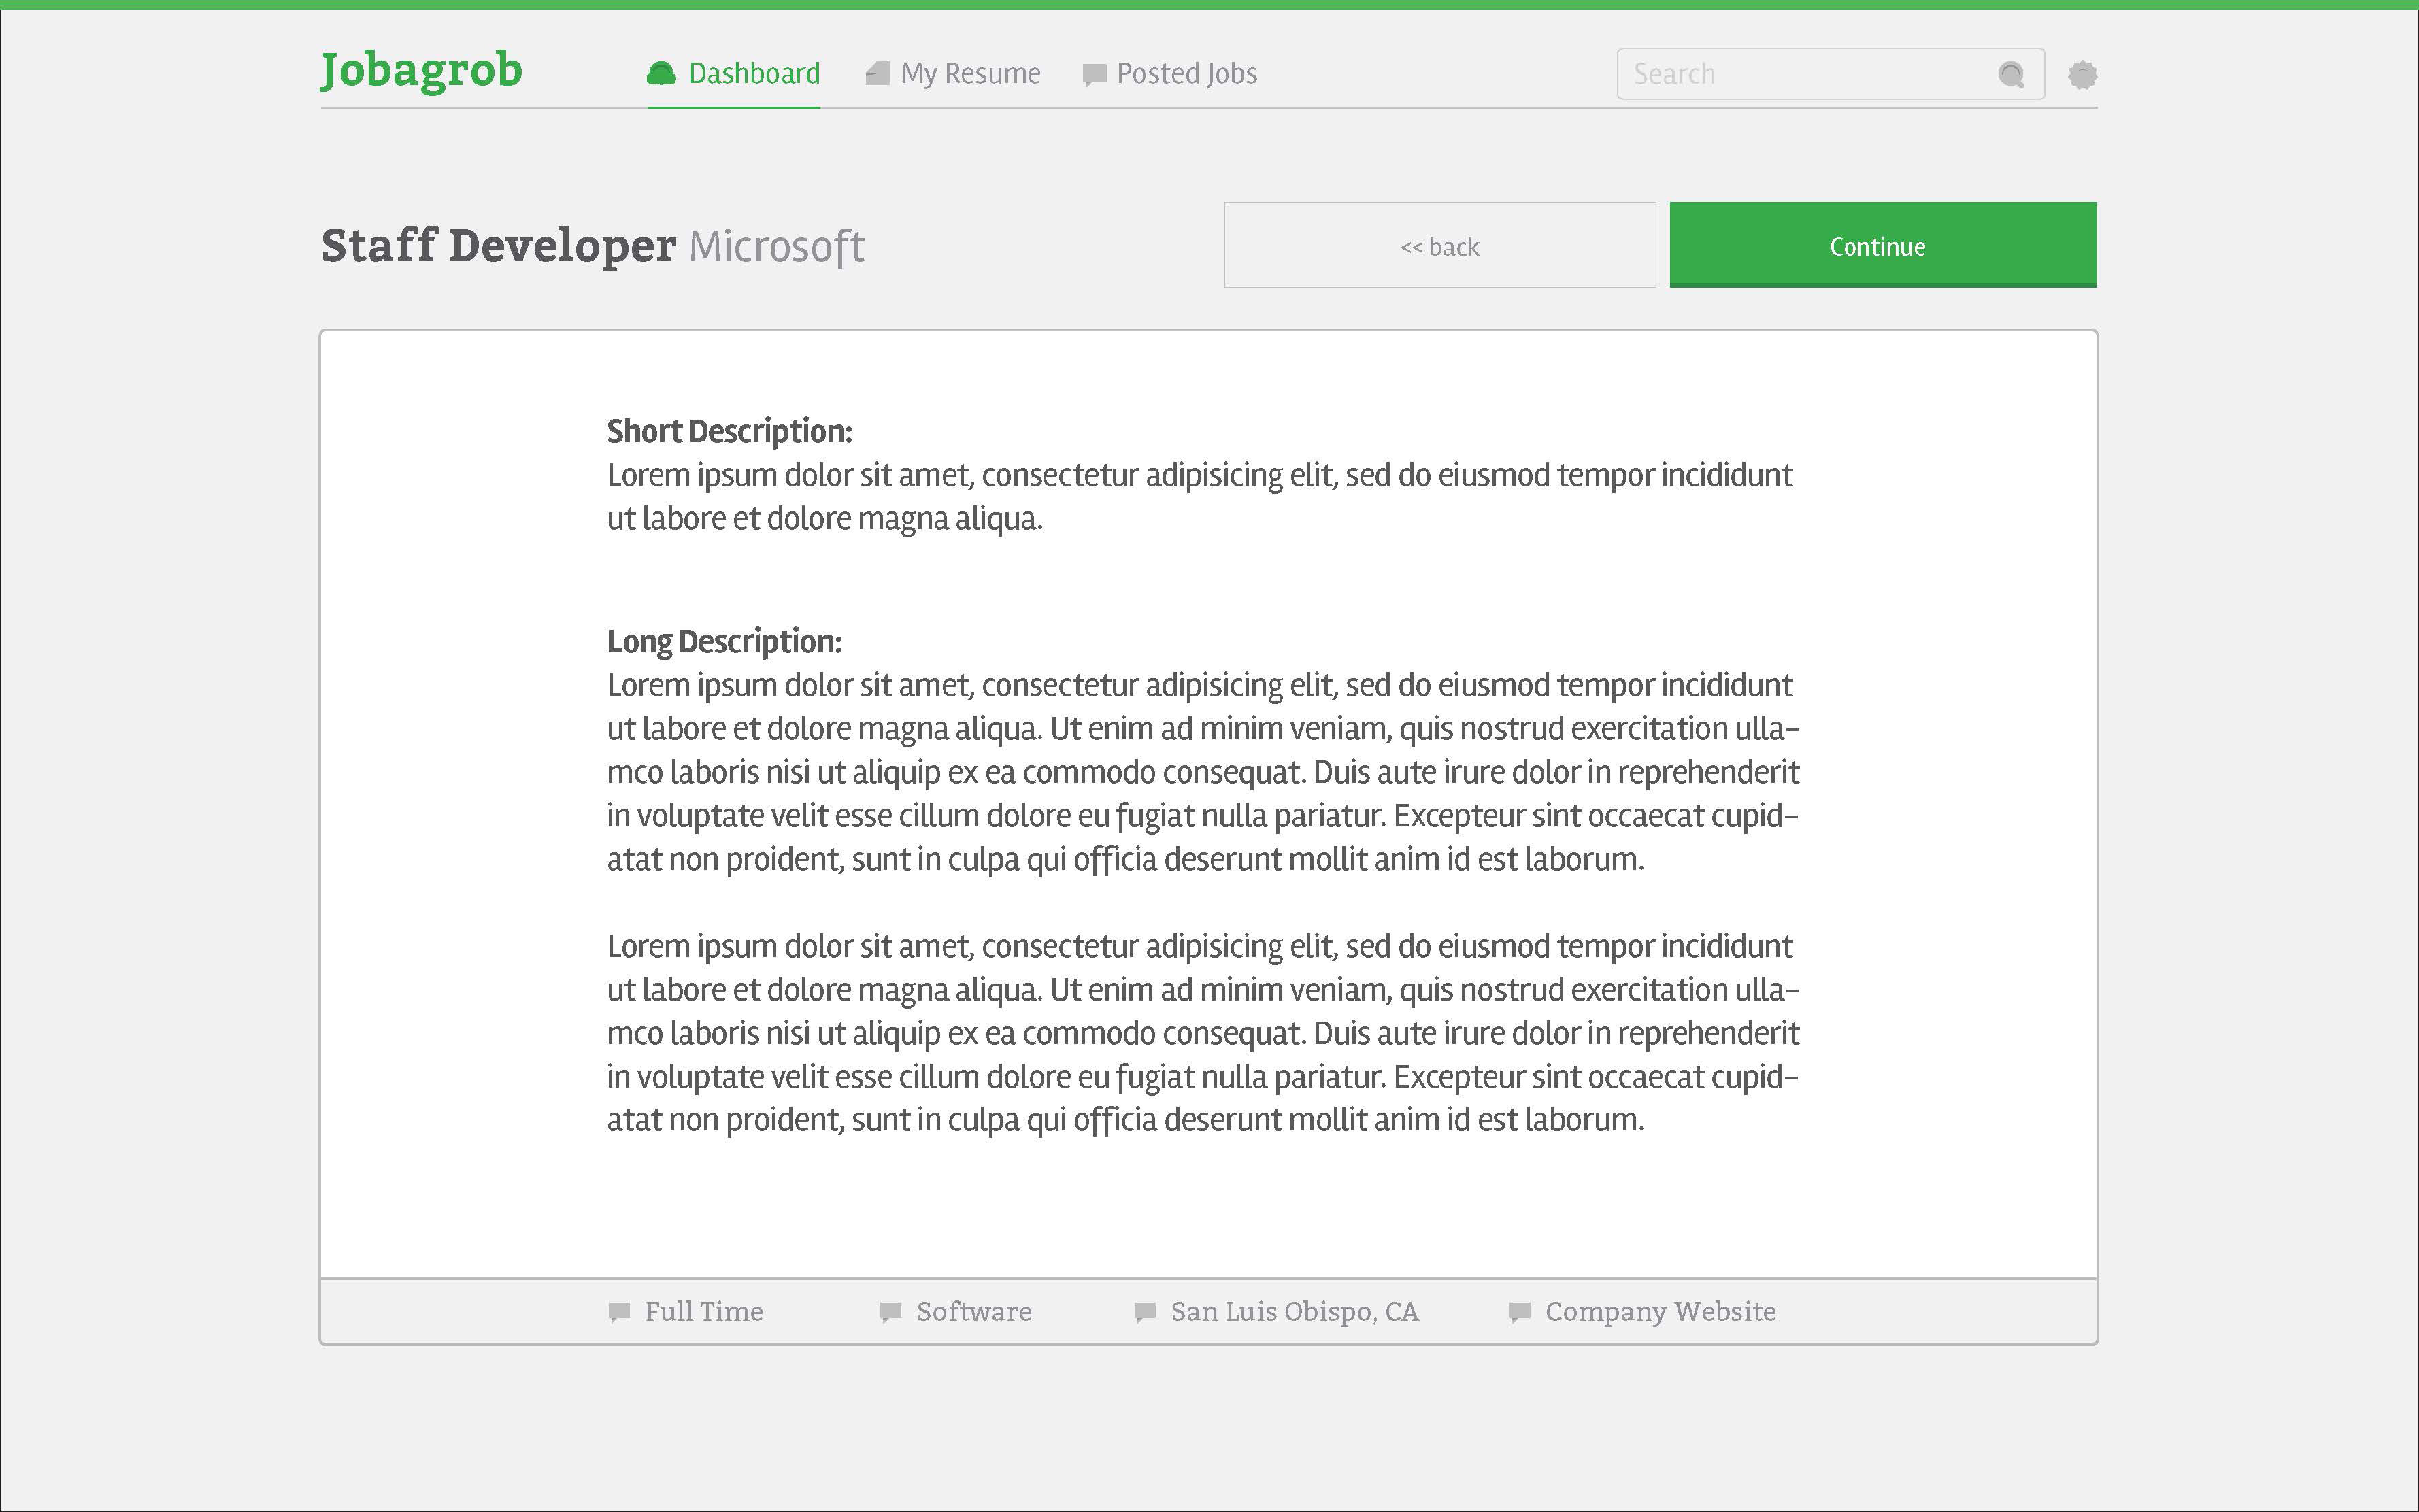 Jobagrob
Dashboard
My Resume
Posted Jobs
Search
Staff Developer Microsoft
<< back
Continue
Short Description:
Lorem ipsum dolor sit amet, consectetur adipisicing elit, sed do eiusmod tempor incididunt
ut labore et dolore magna aliqua.
Long Description:
Lorem ipsum dolor sit amet, consectetur adipisicing elit, sed do eiusmod tempor incididunt
ut labore et dolore magna aliqua. Ut enim ad minim veniam, quis nostrud exercitation ulla-
mco laboris nisi ut aliquip ex ea commodo consequat. Duis aute irure dolor in reprehenderit
in voluptate velit esse cillum dolore eu fugiat nulla pariatur. Excepteur sint occaecat cupid-
atat non proident, sunt in culpa qui officia deserunt mollit anim id est laborum.
Lorem ipsum dolor sit amet, consectetur adipisicing elit, sed do eiusmod tempor incididunt
ut labore et dolore magna aliqua. Ut enim ad minim veniam, quis nostrud exercitation ulla-
mco laboris nisi ut aliquip ex ea commodo consequat. Duis aute irure dolor in reprehenderit
in voluptate velit esse cillum dolore eu fugiat nulla pariatur. Excepteur sint occaecat cupid-
atat non proident, sunt in culpa qui officia deserunt mollit anim id est laborum.
Full Time
Software
San Luis Obispo, CA
Company Website